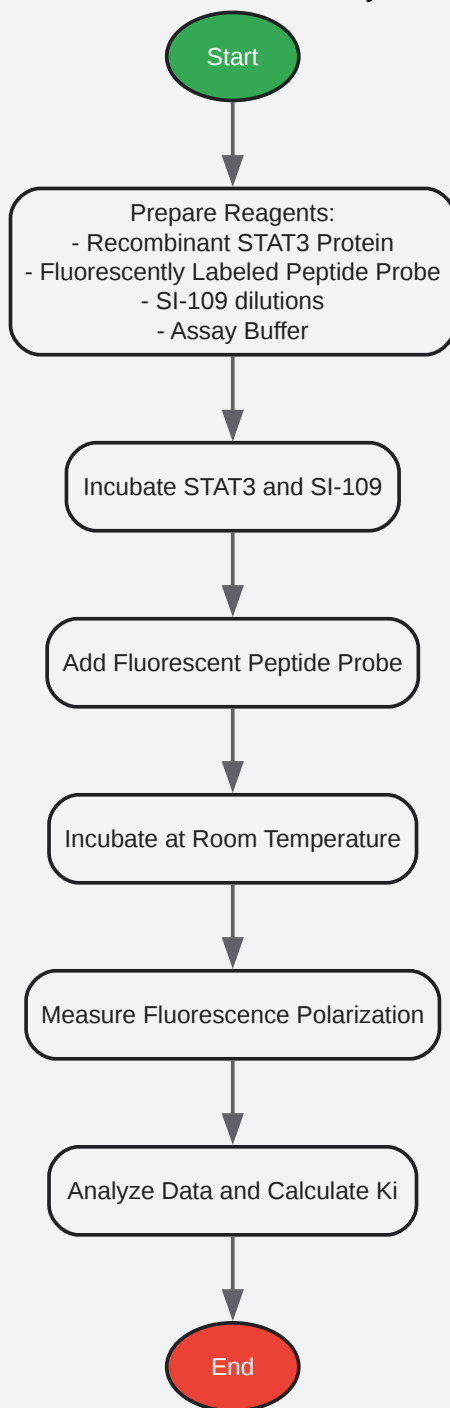 Start
Prepare Reagents:
- Recombinant STAT3 Protein
- Fluorescently Labeled Peptide Probe
- SI-109 dilutions
- Assay Buffer
Incubate STAT3 and SI-109
Add Fluorescent Peptide Probe
Incubate at Room Temperature
Measure Fluorescence Polarization
Analyze Data and Calculate Ki
End